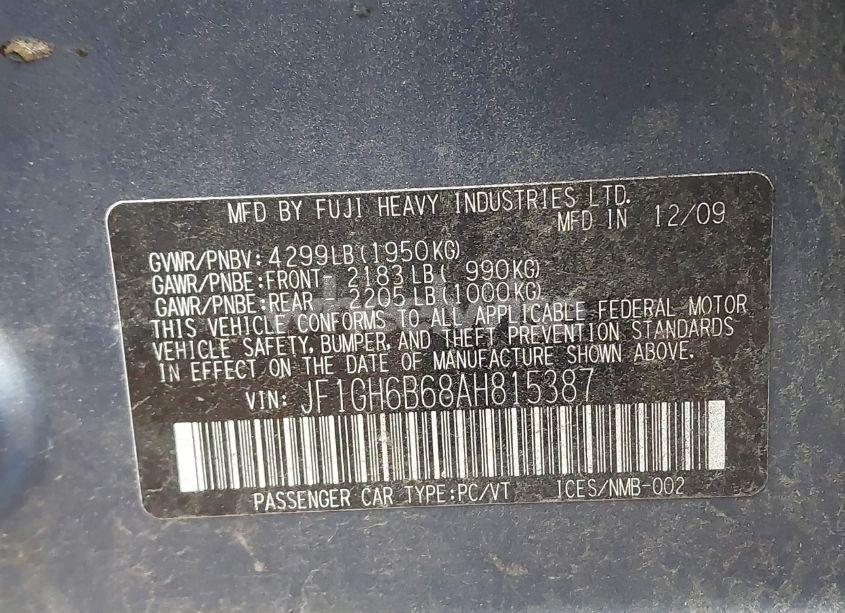 MFD BY FUJI HEAVY INDUSTRIES LTD.
MFD IN 12/09
GVWR/PNBV: 4299LB(1950KG)
GAWR/PNBE:FRONT 2183LB( 990KG)
GAWR/PNBE:REAR 2205LB(1000KG)
THIS VEHICLE CONFORMS TO ALL APPLICABLE FEDERAL MOTOR
VEHICLE SAFETY, BUMPER, AND THEFT PREVENTION STANDARDS
IN EFFECT ON THE DATE OF MANUFACTURE SHOWN ABOVE.
VIN: JF1GH6B68AH815387
PASSENGER CAR TYPE:PC/VT ICES/NMB-002